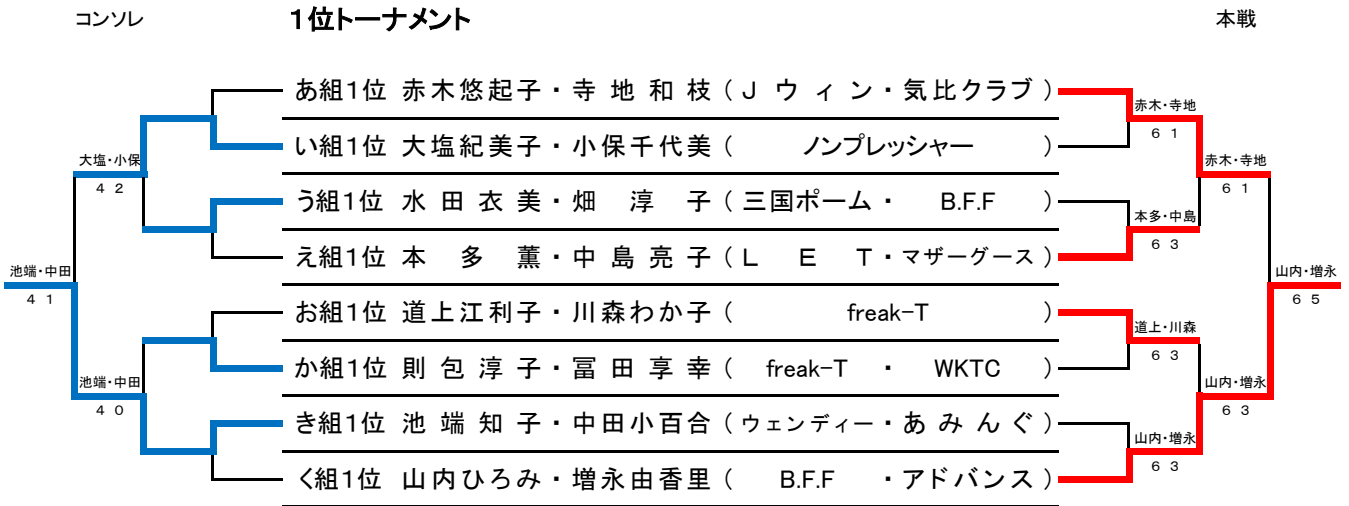 コンソレ 1位トーナメント 本戦
あ組1位 赤木悠起子・寺地和枝（Jウィン・気比クラブ）
赤木・寺地
6 1
い組1位 大塩紀美子・小保千代美（ノンプレッシャー）
大塩・小保
4 2
赤木・寺地
6 1
う組1位 水田衣美・畑淳子（三国ポーム・B.F.F）
本多・中島
6 3
え組1位 本多薫・中島亮子（LET・マザーグース）
池端・中田
4 1
山内・増永
6 5
お組1位 道上江利子・川森わか子（freak-T）
道上・川森
6 3
か組1位 則包淳子・冨田享幸（freak-T・WKTC）
池端・中田
4 0
山内・増永
6 3
き組1位 池端知子・中田小百合（ウェンディー・あみんぐ）
山内・増永
6 3
く組1位 山内ひろみ・増永由香里（B.F.F・アドバンス）